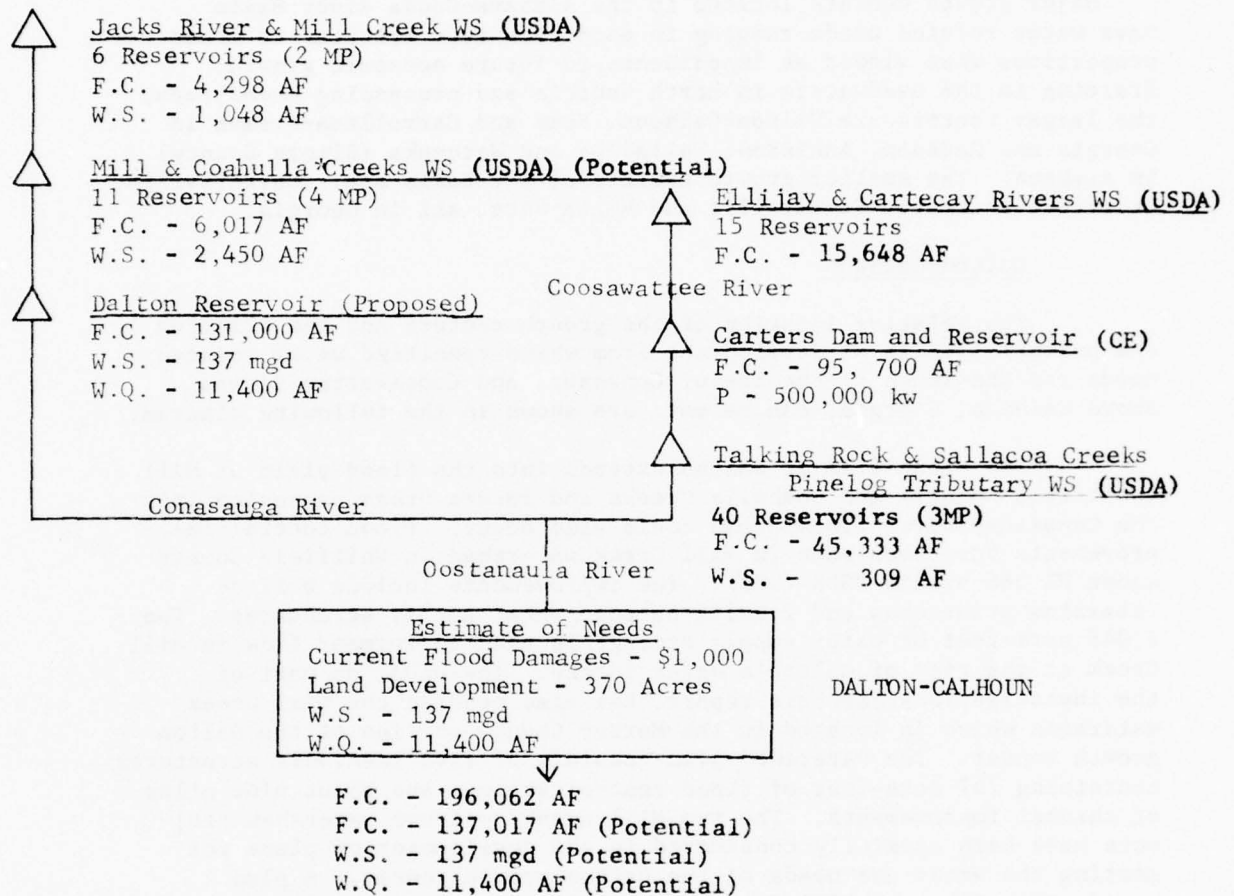 Jacks River & Mill Creek WS (USDA)
6 Reservoirs (2 MP)
F.C. - 4,298 AF
W.S. - 1,048 AF
Mill & Coahulla*Creeks WS (USDA) (Potential)
11 Reservoirs (4 MP)
F.C. - 6,017 AF
W.S. - 2,450 AF
Dalton Reservoir (Proposed)
F.C. - 131,000 AF
W.S. - 137 mgd
W.Q. - 11,400 AF
Conasauga River
Ellijay & Cartecay Rivers WS (USDA)
15 Reservoirs
F.C. - 15,648 AF
Coosawattee River
Carters Dam and Reservoir (CE)
F.C. - 95, 700 AF
P - 500,000 kw
Talking Rock & Sallacoa Creeks
Pinelog Tributary WS (USDA)
40 Reservoirs (3MP)
F.C. - 45,333 AF
W.S. - 309 AF
Oostanaula River
Estimate of Needs
Current Flood Damages - $1,000
Land Development - 370 Acres
W.S. - 137 mgd
W.Q. - 11,400 AF
DALTON-CALHOUN
F.C. - 196,062 AF
F.C. - 137,017 AF (Potential)
W.S. - 137 mgd (Potential)
W.Q. - 11,400 AF (Potential)